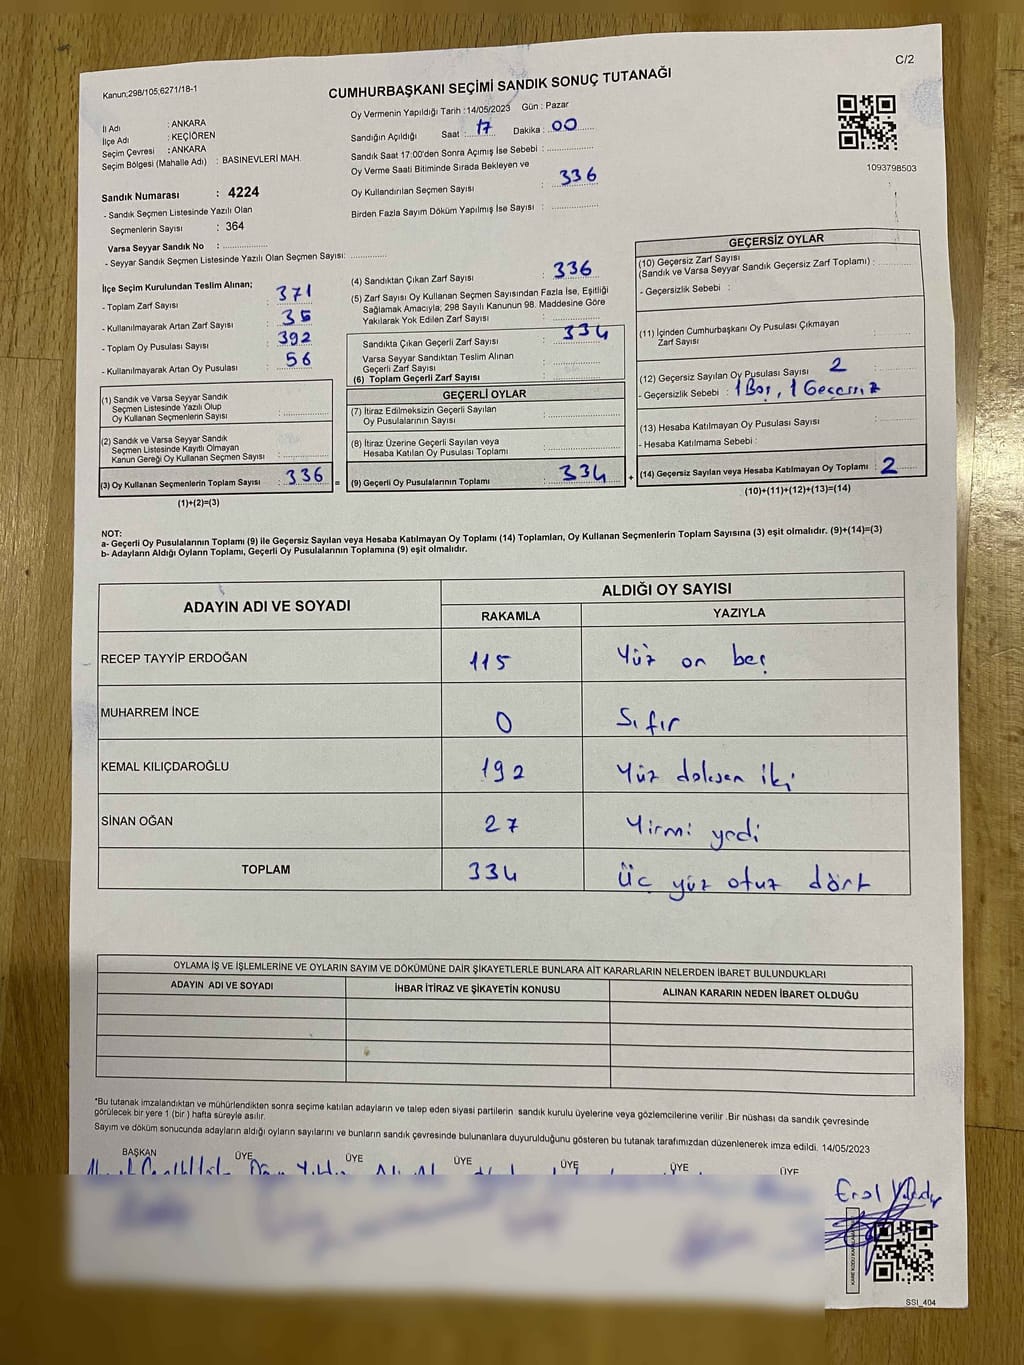 C/2
Kanun;298/105,6271/18-1
CUMHURBAŞKANI SEÇİMİ SANDIK SONUÇ TUTANAĞI
İl Adı : ANKARA
İlçe Adı : KEÇİÖREN
Seçim Çevresi : ANKARA
Seçim Bölgesi (Mahalle Adı) : BASINEVLERİ MAH.
Oy Vermenin Yapıldığı Tarih :14/05/2023 Gün : Pazar
Sandığın Açıldığı Saat : 17 Dakika : 00
Sandık Saat 17:00'den Sonra Açımış İse Sebebi :
Oy Verme Saati Bitiminde Sırada Bekleyen ve
Oy Kullandırılan Seçmen Sayısı : 336
Birden Fazla Sayım Döküm Yapılmış İse Sayısı :
1093798503
Sandık Numarası : 4224
- Sandık Seçmen Listesinde Yazılı Olan
Seçmenlerin Sayısı : 364
Varsa Seyyar Sandık No :
- Seyyar Sandık Seçmen Listesinde Yazılı Olan Seçmen Sayısı:
İlçe Seçim Kurulundan Teslim Alınan;
- Toplam Zarf Sayısı : 371
- Kullanılmayarak Artan Zarf Sayısı : 35
- Toplam Oy Pusulası Sayısı : 392
- Kullanılmayarak Artan Oy Pusulası : 56
(1) Sandık ve Varsa Seyyar Sandık
Seçmen Listesinde Yazılı Olup
Oy Kullanan Seçmenlerin Sayısı :
(2) Sandık ve Varsa Seyyar Sandık
Seçmen Listesinde Kayıtlı Olmayan
Kanun Gereği Oy Kullanan Seçmen Sayısı :
(3) Oy Kullanan Seçmenlerin Toplam Sayısı : 336 =
(1)+(2)=(3)
(4) Sandıktan Çıkan Zarf Sayısı : 336
(5) Zarf Sayısı Oy Kullanan Seçmen Sayısından Fazla İse, Eşitliği
Sağlamak Amacıyla; 298 Sayılı Kanunun 98. Maddesine Göre
Yakılarak Yok Edilen Zarf Sayısı :
Sandıkta Çıkan Geçerli Zarf Sayısı : 334
Varsa Seyyar Sandıktan Teslim Alınan
Geçerli Zarf Sayısı :
(6) Toplam Geçerli Zarf Sayısı :
GEÇERLİ OYLAR
(7) İtiraz Edilmeksizin Geçerli Sayılan
Oy Pusulasının Sayısı :
(8) İtiraz Üzerine Geçerli Sayılan veya
Hesaba Katılan Oy Pusulası Toplamı :
(9) Geçerli Oy Pusulalarının Toplamı : 334 +
GEÇERSİZ OYLAR
(10) Geçersiz Zarf Sayısı
(Sandık ve Varsa Seyyar Sandık Geçersiz Zarf Toplamı) :
- Geçersizlik Sebebi :
(11) İçinden Cumhurbaşkanı Oy Pusulası Çıkmayan
Zarf Sayısı :
(12) Geçersiz Sayılan Oy Pusulası Sayısı : 2
- Geçersizlik Sebebi : 1 Boş, 1 Geçersiz
(13) Hesaba Katılmayan Oy Pusulası Sayısı :
- Hesaba Katılmama Sebebi :
(14) Geçersiz Sayılan veya Hesaba Katılmayan Oy Toplamı : 2
(10)+(11)+(12)+(13)=(14)
NOT:
a- Geçerli Oy Pusulalarının Toplamı (9) ile Geçersiz Sayılan veya Hesaba Katılmayan Oy Toplamı (14) Toplamları, Oy Kullanan Seçmenlerin Toplam Sayısına (3) eşit olmalıdır. (9)+(14)=(3)
b- Adayların Aldığı Oyların Toplamı, Geçerli Oy Pusulalarının Toplamına (9) eşit olmalıdır.
ADAYIN ADI VE SOYADI ALDIĞI OY SAYISI
RAKAMLA YAZIYLA
RECEP TAYYİP ERDOĞAN 115 Yüz on beş
MUHARREM İNCE 0 Sıfır
KEMAL KILIÇDAROĞLU 192 Yüz doksan iki
SİNAN OĞAN 27 Yirmi yedi
TOPLAM 334 Üç yüz otuz dört
OYLAMA İŞ VE İŞLEMLERİNE VE OYLARIN SAYIM VE DÖKÜMÜNE DAİR ŞİKAYETLERLE BUNLARA AİT KARARLARIN NELERDEN İBARET BULUNDUKLARI
ADAYIN ADI VE SOYADI İHBAR İTİRAZ VE ŞİKAYETİN KONUSU ALINAN KARARIN NEDEN İBARET OLDUĞU
*Bu tutanak imzalandıktan ve mühürlendikten sonra seçime katılan adayların ve talep eden siyasi partilerin sandık kurulu üyelerine veya gözlemcilerine verilir .Bir nüshası da sandık çevresinde
görülecek bir yere 1 (bir ) hafta süreyle asılır.
Sayım ve döküm sonucunda adayların aldığı oyların sayılarını ve bunların sandık çevresinde bulunanlara duyurulduğunu gösteren bu tutanak tarafımızdan düzenlenerek imza edildi. 14/05/2023
BAŞKAN ÜYE ÜYE ÜYE ÜYE ÜYE ÜYE
Erol
SSI_404